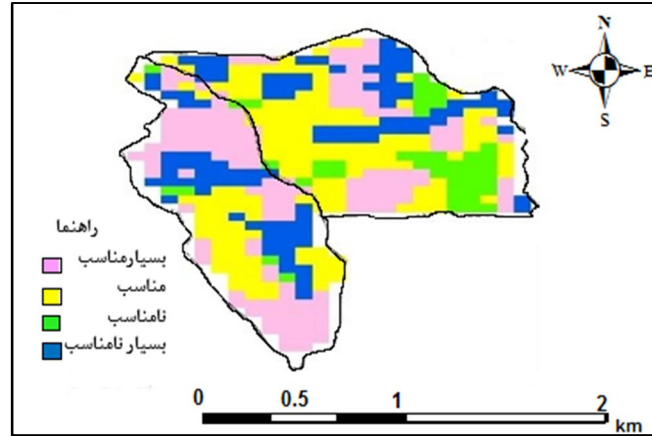 N
W E
S
راهنما
بسیارمناسب
مناسب
نامناسب
بسیار نامناسب
0 0.5 1 2
km